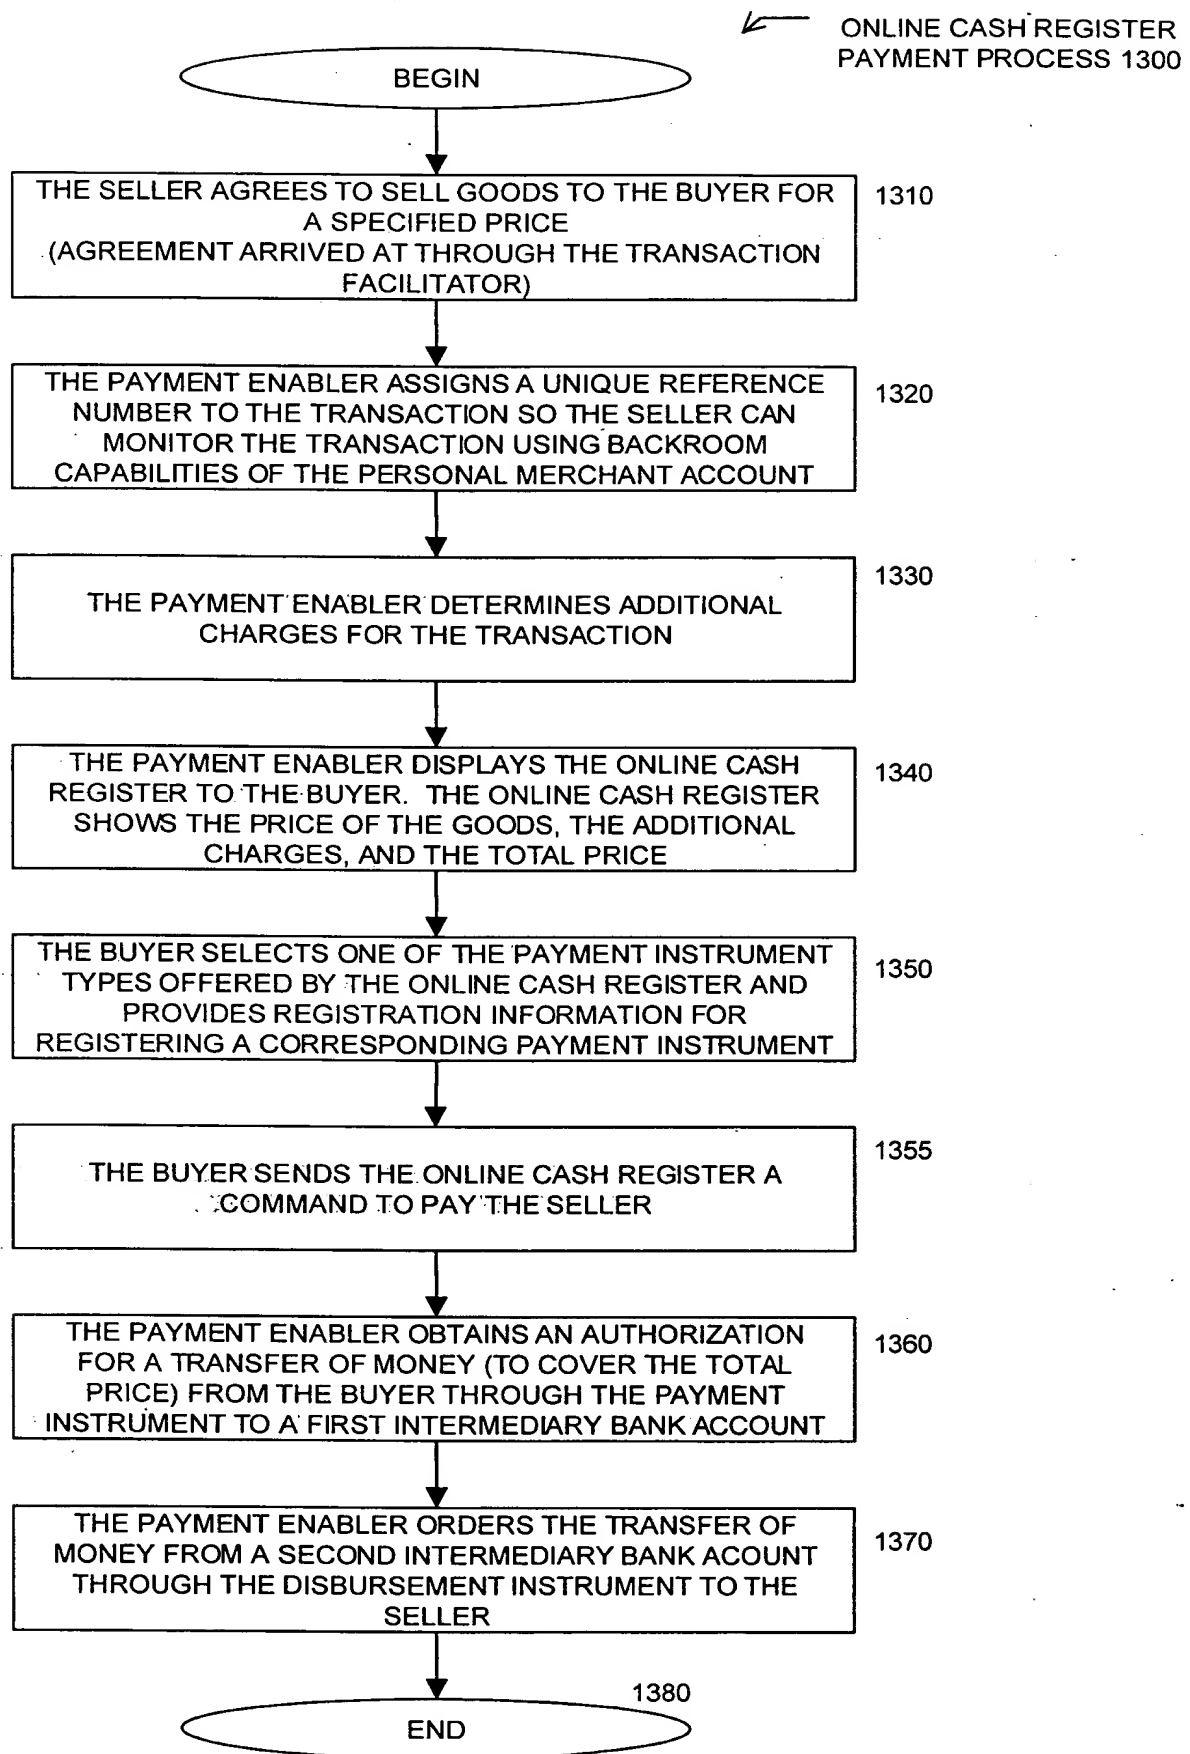 ONLINE CASH REGISTER
PAYMENT PROCESS 1300
BEGIN
THE SELLER AGREES TO SELL GOODS TO THE BUYER FOR
A SPECIFIED PRICE
(AGREEMENT ARRIVED AT THROUGH THE TRANSACTION
FACILITATOR)
1310
THE PAYMENT ENABLER ASSIGNS A UNIQUE REFERENCE
NUMBER TO THE TRANSACTION SO THE SELLER CAN
MONITOR THE TRANSACTION USING BACKROOM
CAPABILITIES OF THE PERSONAL MERCHANT ACCOUNT
1320
THE PAYMENT ENABLER DETERMINES ADDITIONAL
CHARGES FOR THE TRANSACTION
1330
THE PAYMENT ENABLER DISPLAYS THE ONLINE CASH
REGISTER TO THE BUYER. THE ONLINE CASH REGISTER
SHOWS THE PRICE OF THE GOODS, THE ADDITIONAL
CHARGES, AND THE TOTAL PRICE
1340
THE BUYER SELECTS ONE OF THE PAYMENT INSTRUMENT
TYPES OFFERED BY THE ONLINE CASH REGISTER AND
PROVIDES REGISTRATION INFORMATION FOR
REGISTERING A CORRESPONDING PAYMENT INSTRUMENT
1350
THE BUYER SENDS THE ONLINE CASH REGISTER A
COMMAND TO PAY THE SELLER
1355
THE PAYMENT ENABLER OBTAINS AN AUTHORIZATION
FOR A TRANSFER OF MONEY (TO COVER THE TOTAL
PRICE) FROM THE BUYER THROUGH THE PAYMENT
INSTRUMENT TO A FIRST INTERMEDIARY BANK ACCOUNT
1360
THE PAYMENT ENABLER ORDERS THE TRANSFER OF
MONEY FROM A SECOND INTERMEDIARY BANK ACOUNT
THROUGH THE DISBURSEMENT INSTRUMENT TO THE
SELLER
1370
1380
END